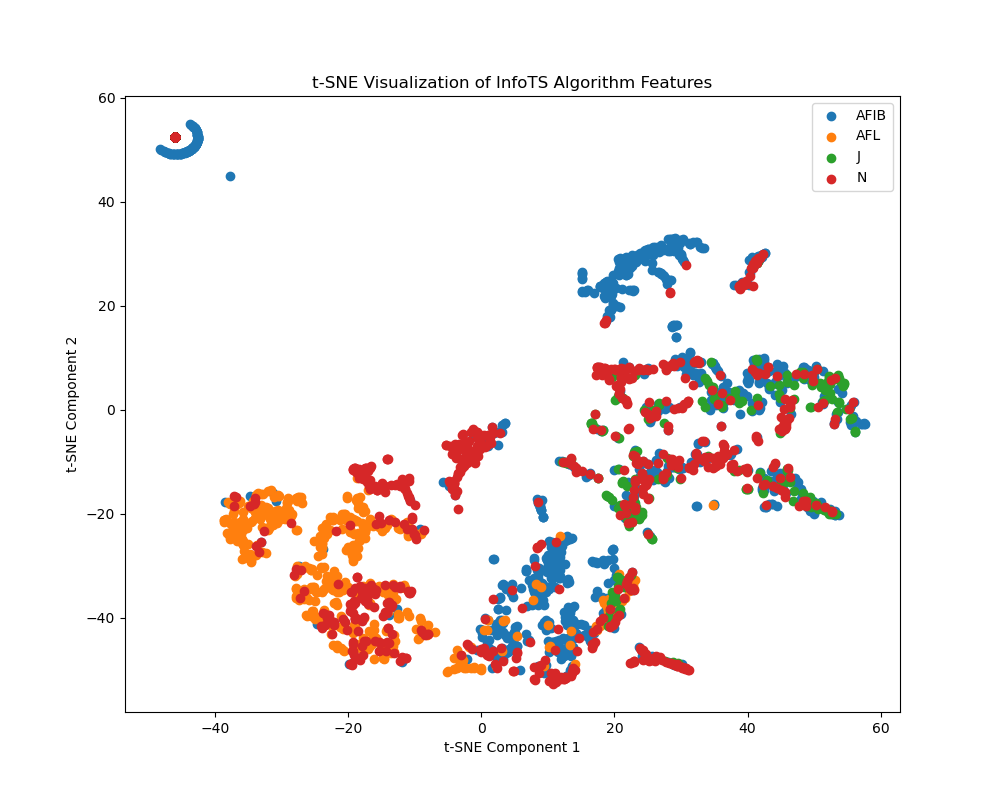 t-SNE Visualization of InfoTS Algorithm Features
AFIB
AFL
J
N
60
40
20
0
−20
−40
t-SNE Component 2
−40
−20
0
20
40
60
t-SNE Component 1